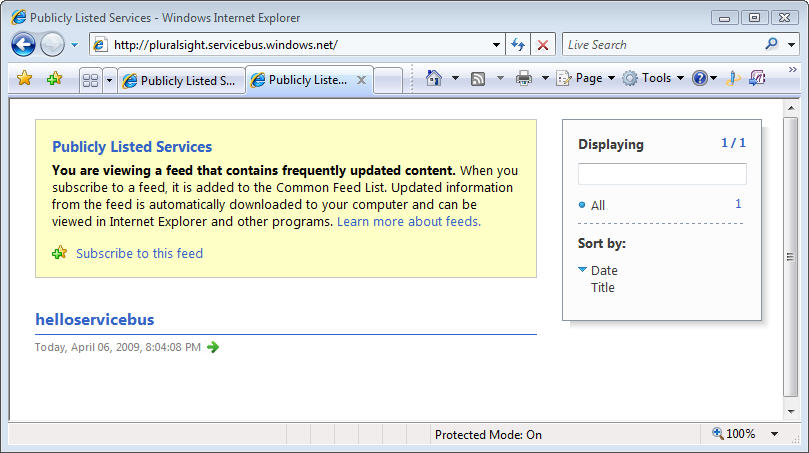 Publicly Listed Services - Windows Internet Explorer
http://pluralsight.servicebus.windows.net/
Live Search
Publicly Listed S...
Publicly Liste...
Page
Tools
Publicly Listed Services
You are viewing a feed that contains frequently updated content. When you
subscribe to a feed, it is added to the Common Feed List. Updated information
from the feed is automatically downloaded to your computer and can be
viewed in Internet Explorer and other programs. Learn more about feeds.
Subscribe to this feed
helloservicebus
Today, April 06, 2009, 8:04:08 PM
Displaying 1 / 1
All 1
Sort by:
Date
Title
Protected Mode: On
100%